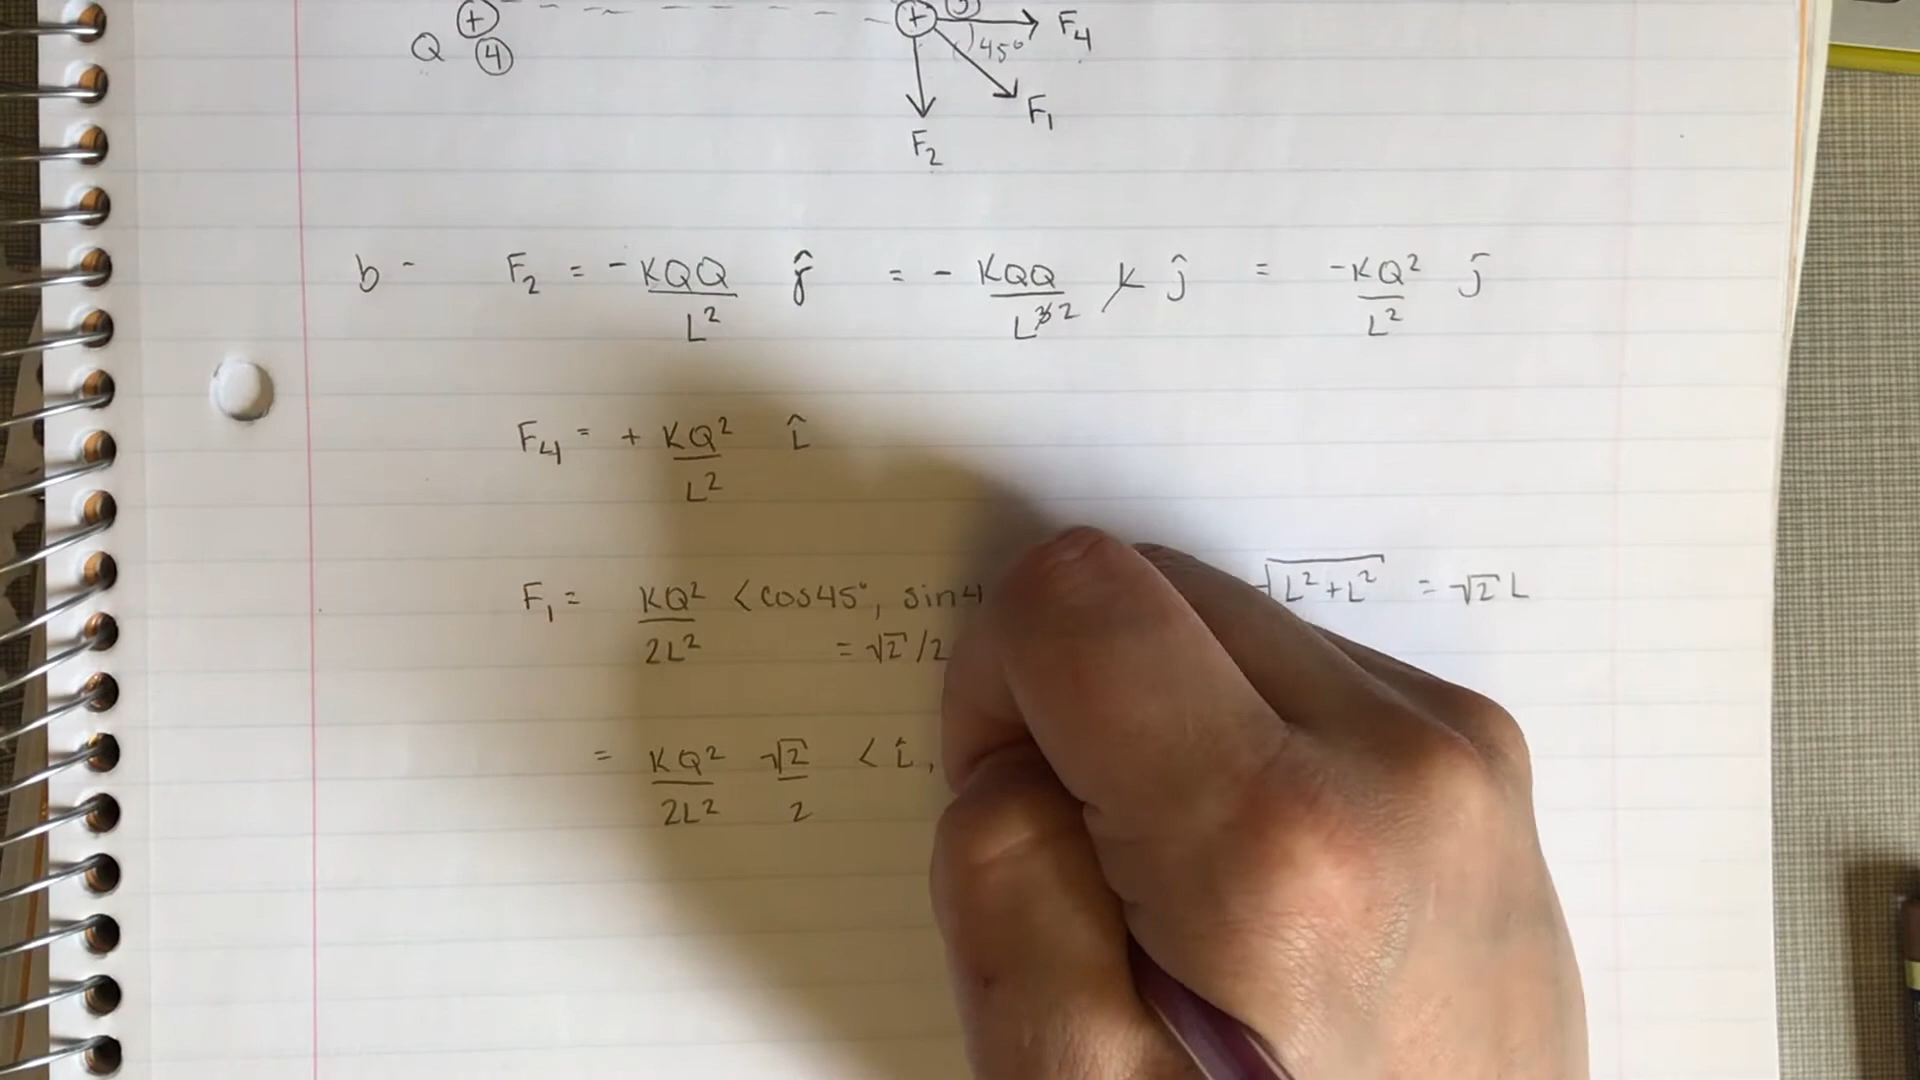 + 3 F4
Q 4 45°
F1
F2
b - F2 = -KQQ/L² ĵ = - KQQ/L³2 L ĵ = -KQ²/L² ĵ
F4 = + KQ²/L² î
F1 = KQ²/2L² <cos45°, sin4 √L²+L² = √2 L
= √2/2
= KQ²/2L² √2/2 < î,